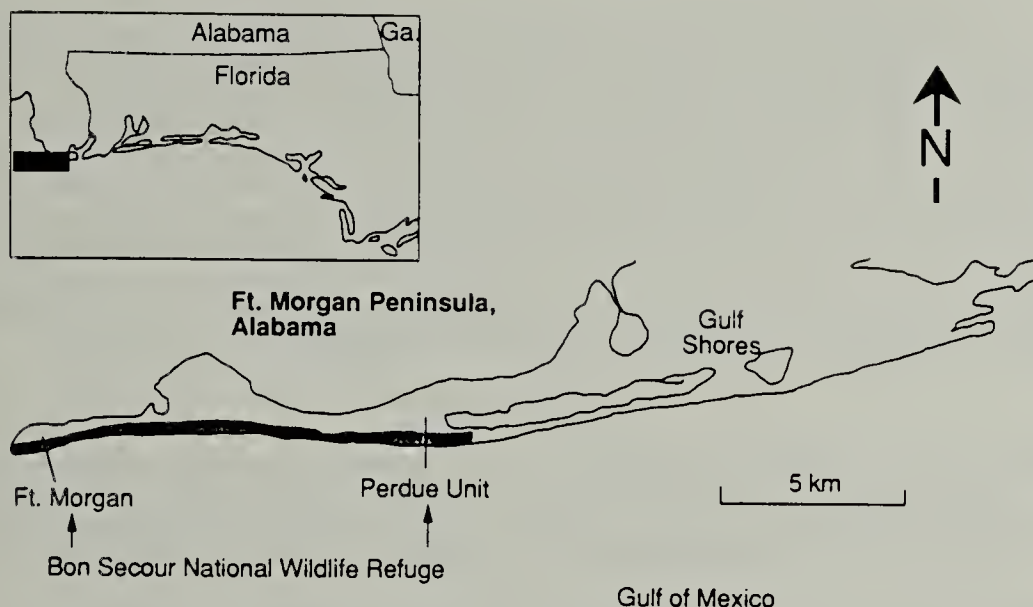 Alabama
Ga.
Florida
N
Ft. Morgan Peninsula,
Alabama
Gulf
Shores
Ft. Morgan
Perdue Unit
5 km
Bon Secour National Wildlife Refuge
Gulf of Mexico